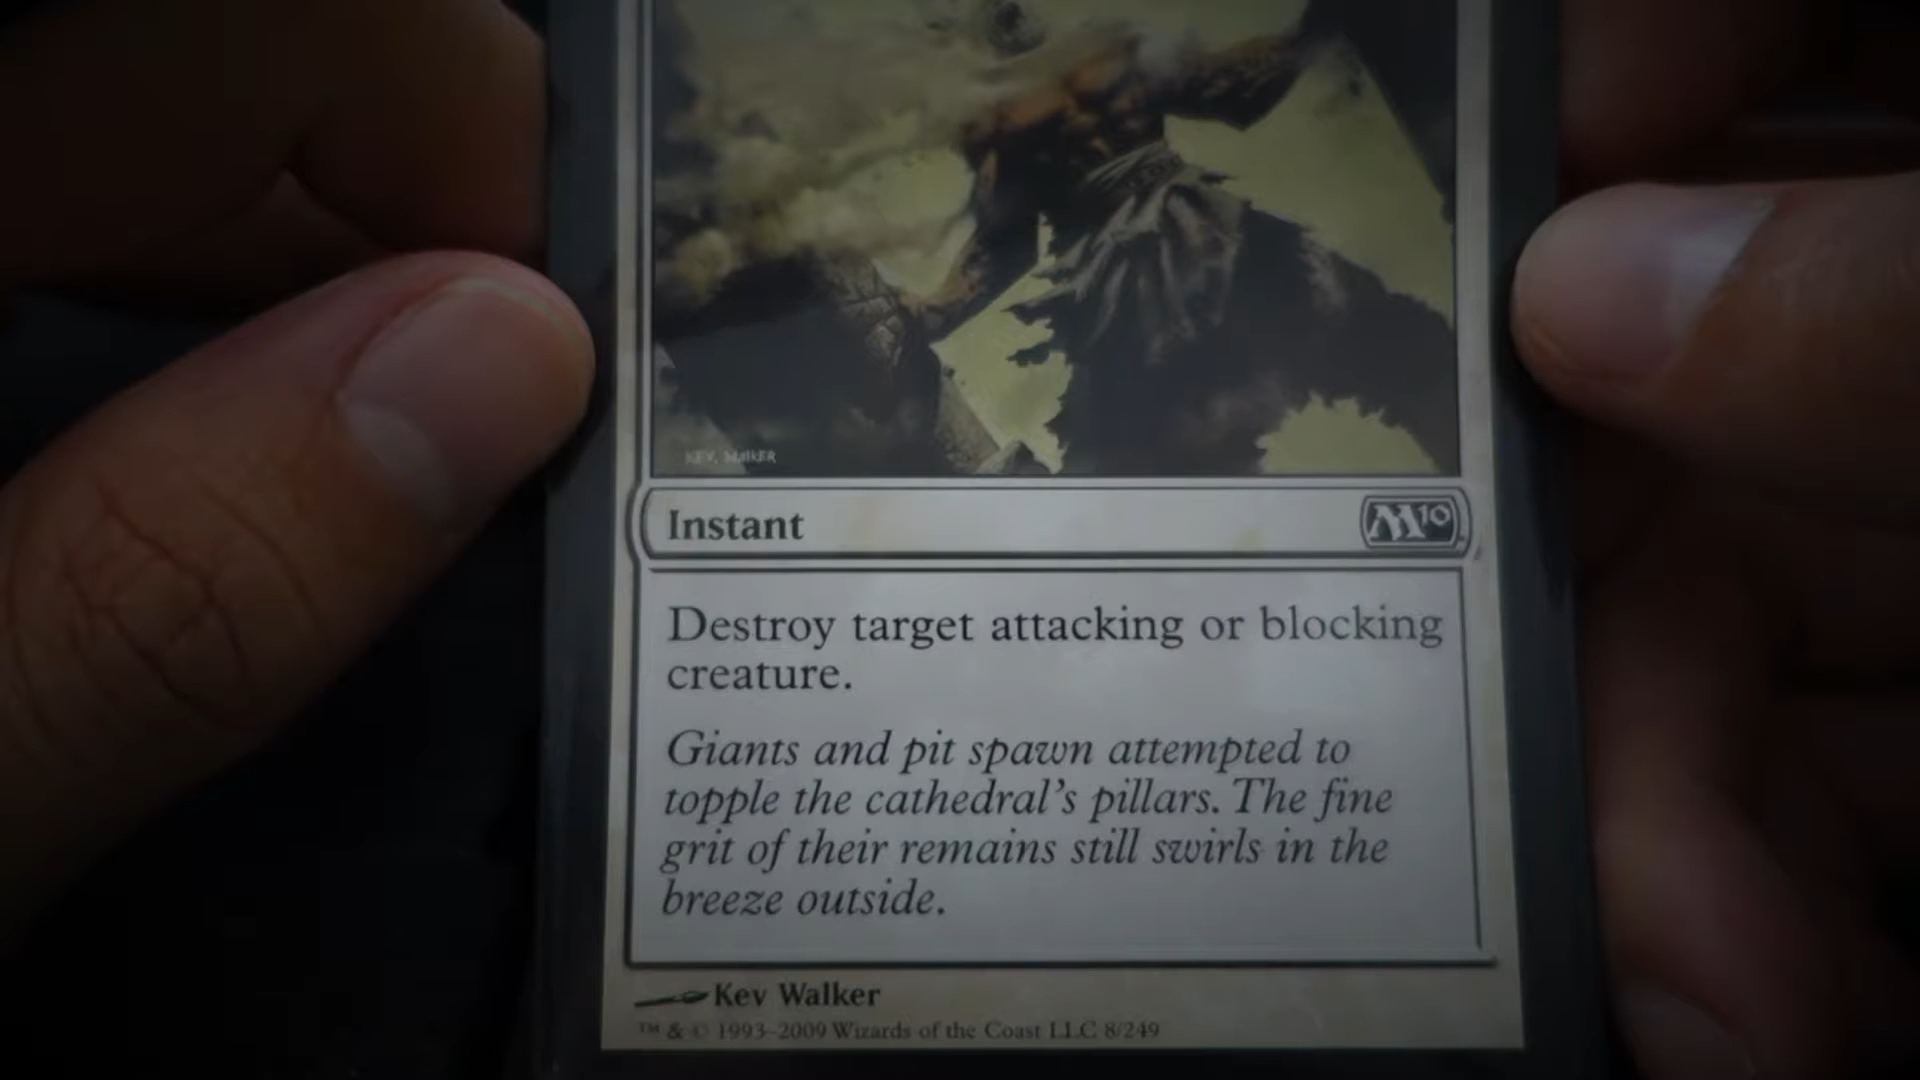 KEV. WALKER
Instant
M10
Destroy target attacking or blocking
creature.
Giants and pit spawn attempted to
topple the cathedral's pillars. The fine
grit of their remains still swirls in the
breeze outside.
Kev Walker
™ & © 1993–2009 Wizards of the Coast LLC 8/249